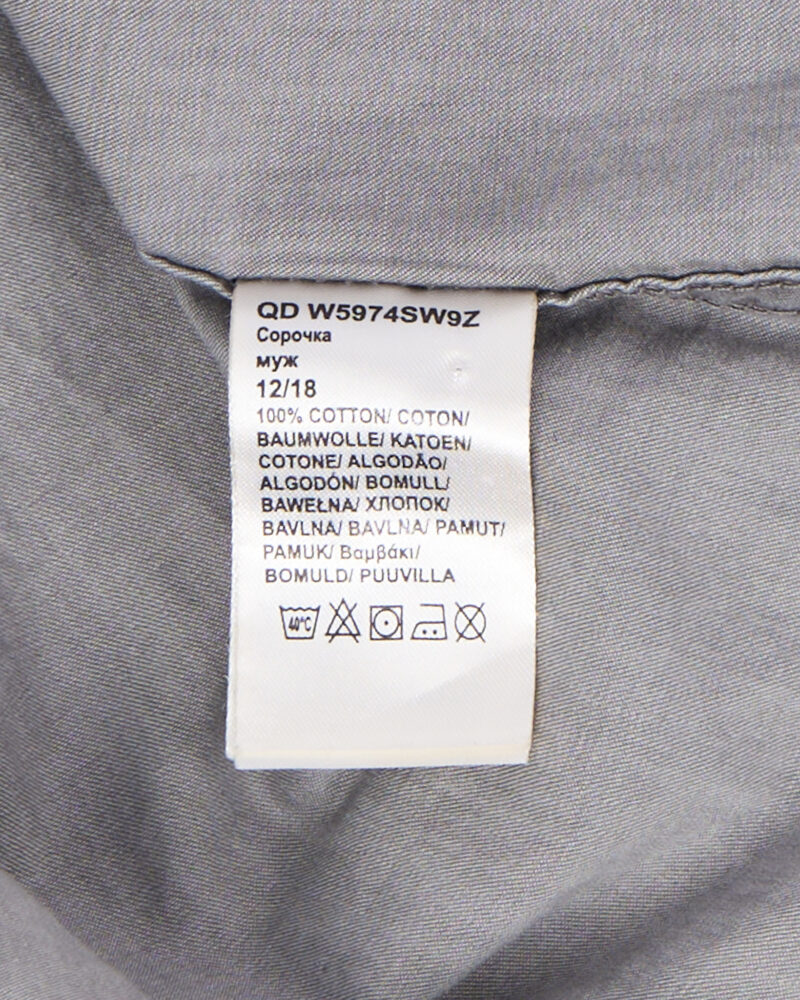 QD W5974SW9Z
Сорочка
муж
12/18
100% COTTON/ COTON/
BAUMWOLLE/ KATOEN/
COTONE/ ALGODÃO/
ALGODÓN/ BOMULL/
BAWEŁNA/ ХЛОПОК/
BAVLNA/ BAVLNA/ PAMUT/
PAMUK/ Βαμβάκι/
BOMULD/ PUUVILLA
40°C